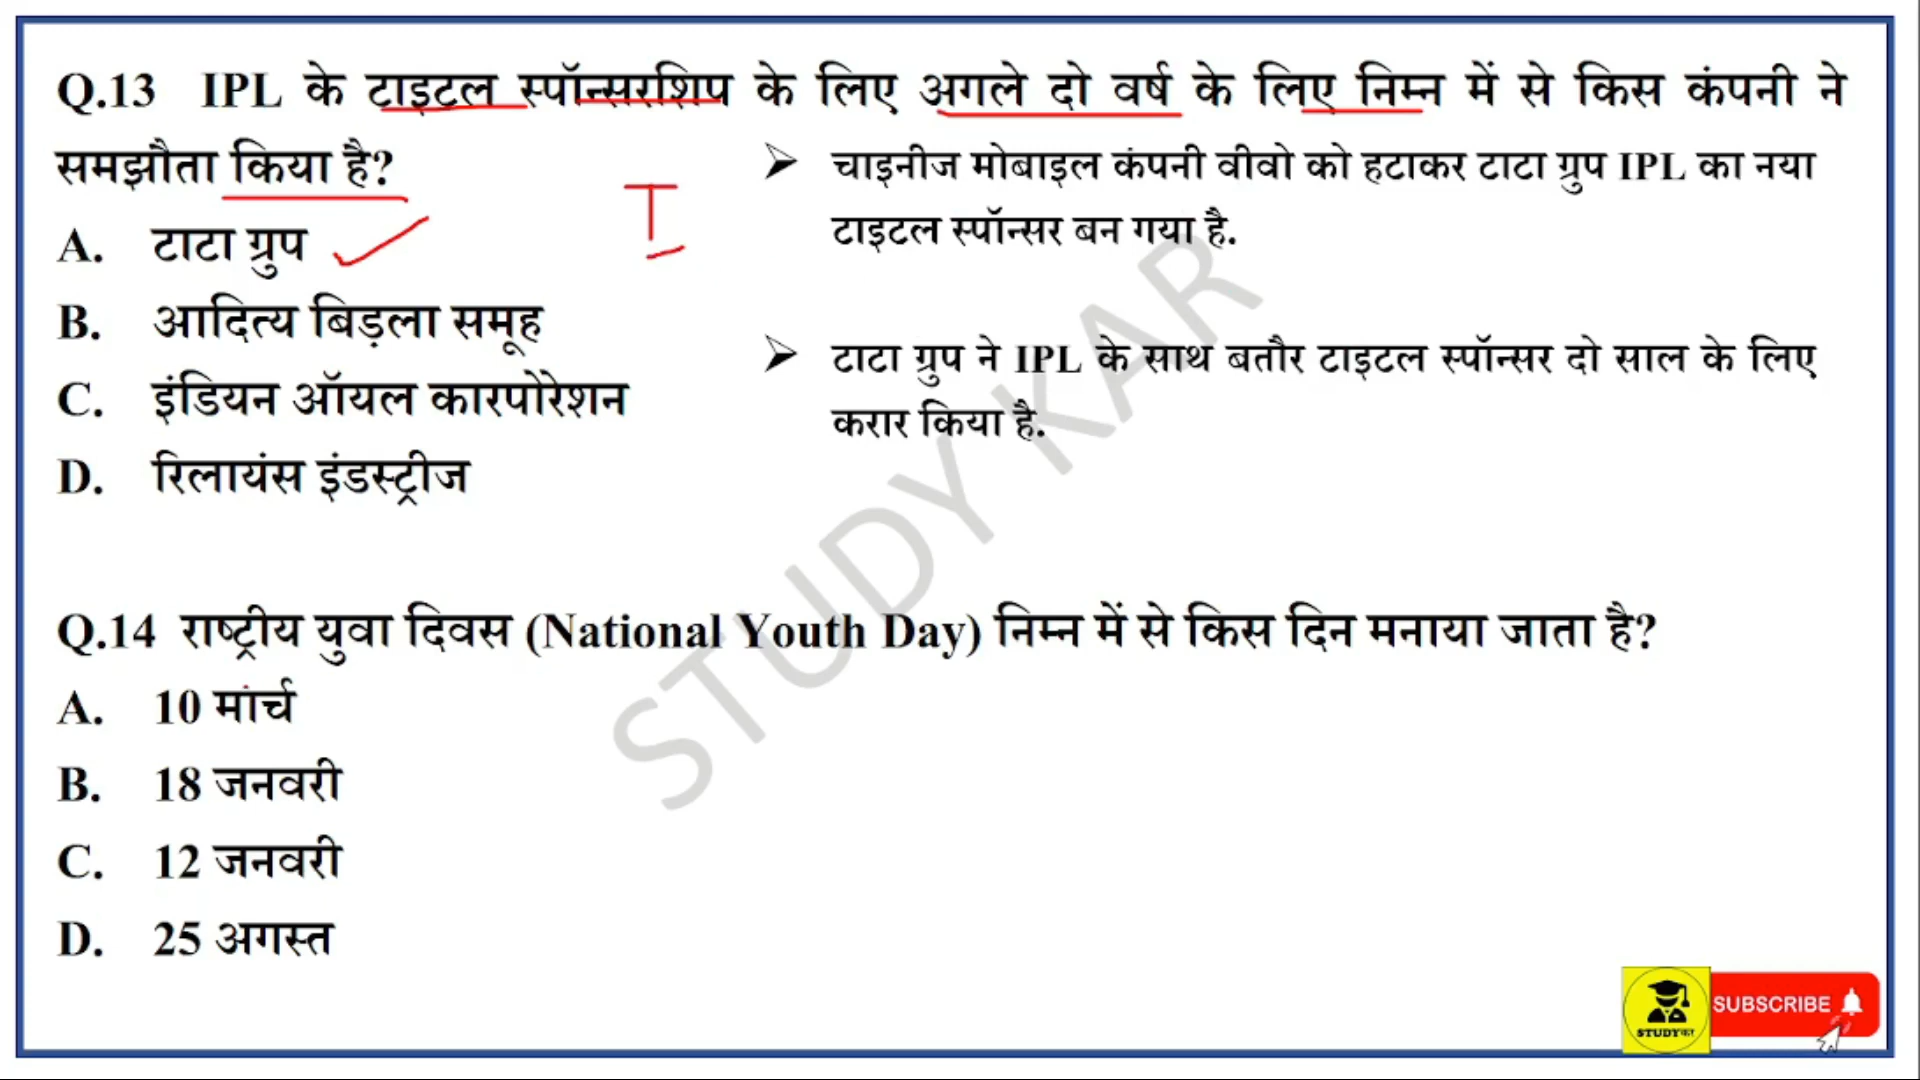 Q.13 IPL के टाइटल स्पॉन्सरशिप के लिए अगले दो वर्ष के लिए निम्न में से किस कंपनी ने
समझौता किया है?
A. टाटा ग्रुप
B. आदित्य बिड़ला समूह
C. इंडियन ऑयल कारपोरेशन
D. रिलायंस इंडस्ट्रीज
➢ चाइनीज मोबाइल कंपनी वीवो को हटाकर टाटा ग्रुप IPL का नया
टाइटल स्पॉन्सर बन गया है.
➢ टाटा ग्रुप ने IPL के साथ बतौर टाइटल स्पॉन्सर दो साल के लिए
करार किया है.
Q.14 राष्ट्रीय युवा दिवस (National Youth Day) निम्न में से किस दिन मनाया जाता है?
A. 10 मार्च
B. 18 जनवरी
C. 12 जनवरी
D. 25 अगस्त
STUDY KAR
STUDYकर
SUBSCRIBE